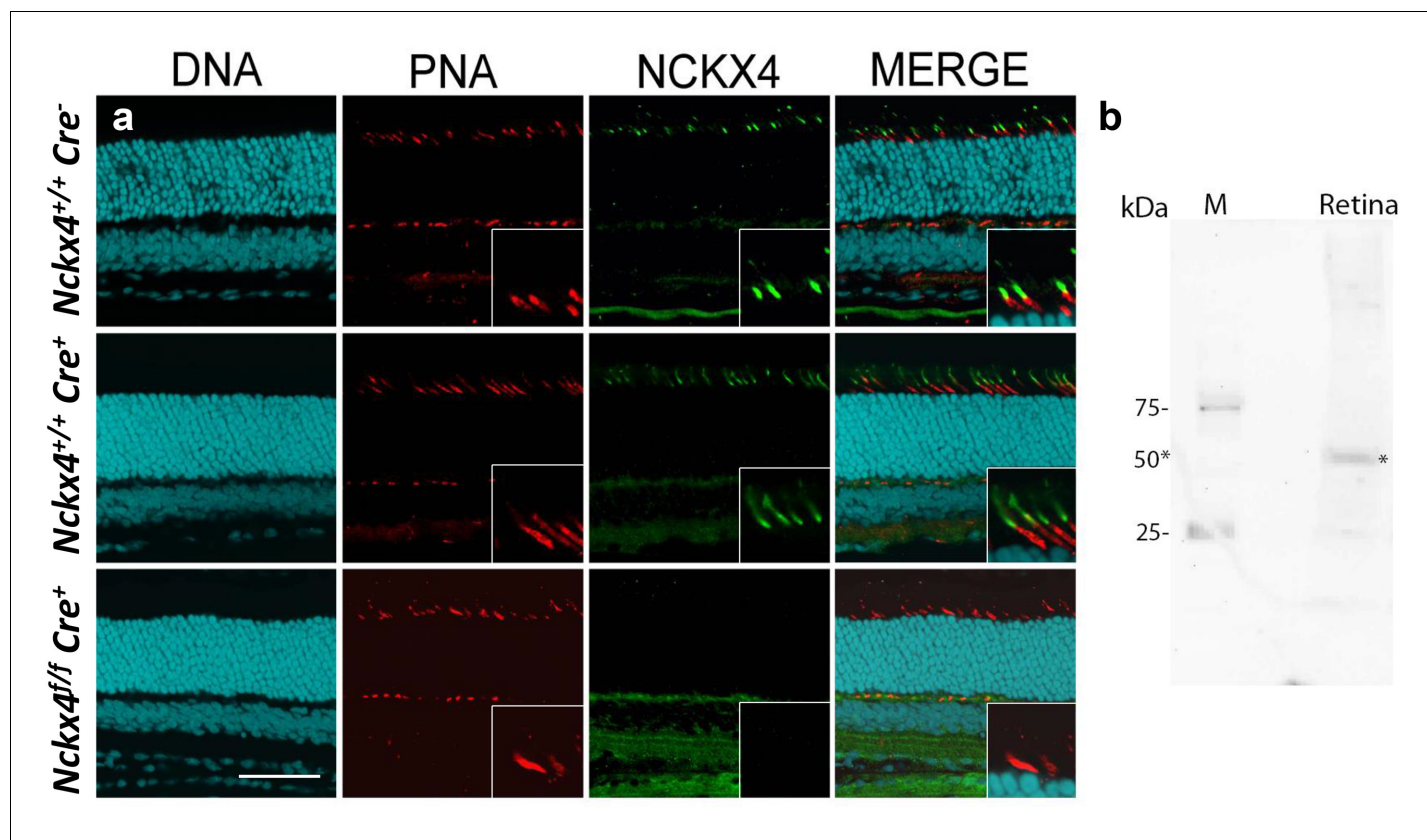 DNA PNA NCKX4 MERGE
a
Nckx4+/+ Cre-
Nckx4+/+ Cre+
Nckx4f/f Cre+
b
kDa M Retina
75-
50* *
25-